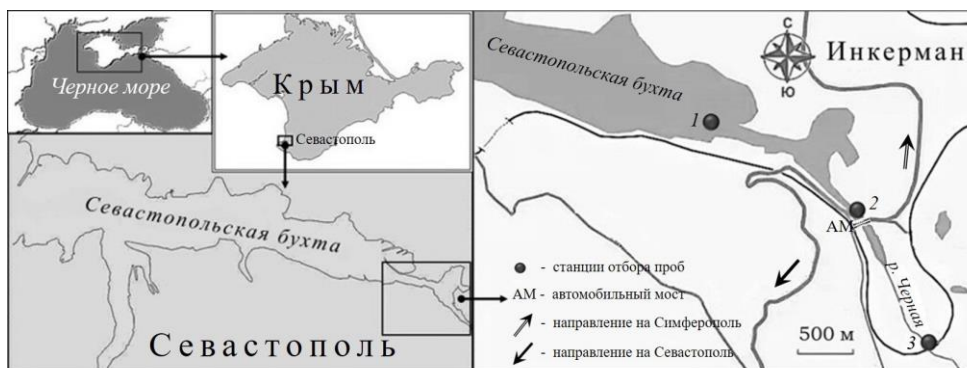 Черное море
Крым
Севастополь
Севастопольская бухта
Севастополь
Севастопольская бухта
С
Ю
Инкерман
1
2
АМ
р. Черная
3
- станции отбора проб
АМ - автомобильный мост
- направление на Симферополь
- направление на Севастополь
500 м